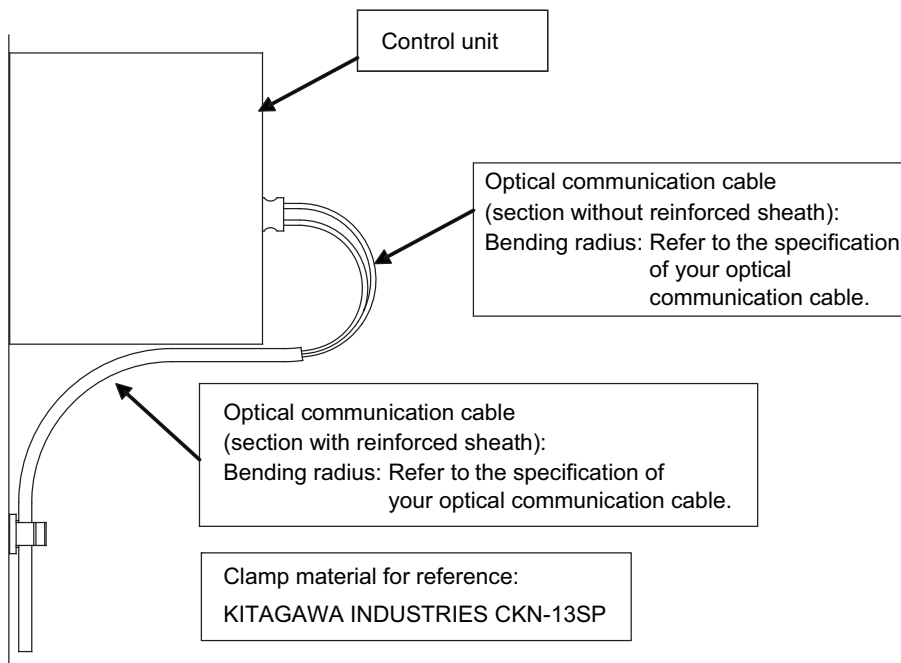 Control unit
Optical communication cable
(section without reinforced sheath):
Bending radius: Refer to the specification
of your optical
communication cable.
Optical communication cable
(section with reinforced sheath):
Bending radius: Refer to the specification of
your optical communication cable.
Clamp material for reference:
KITAGAWA INDUSTRIES CKN-13SP